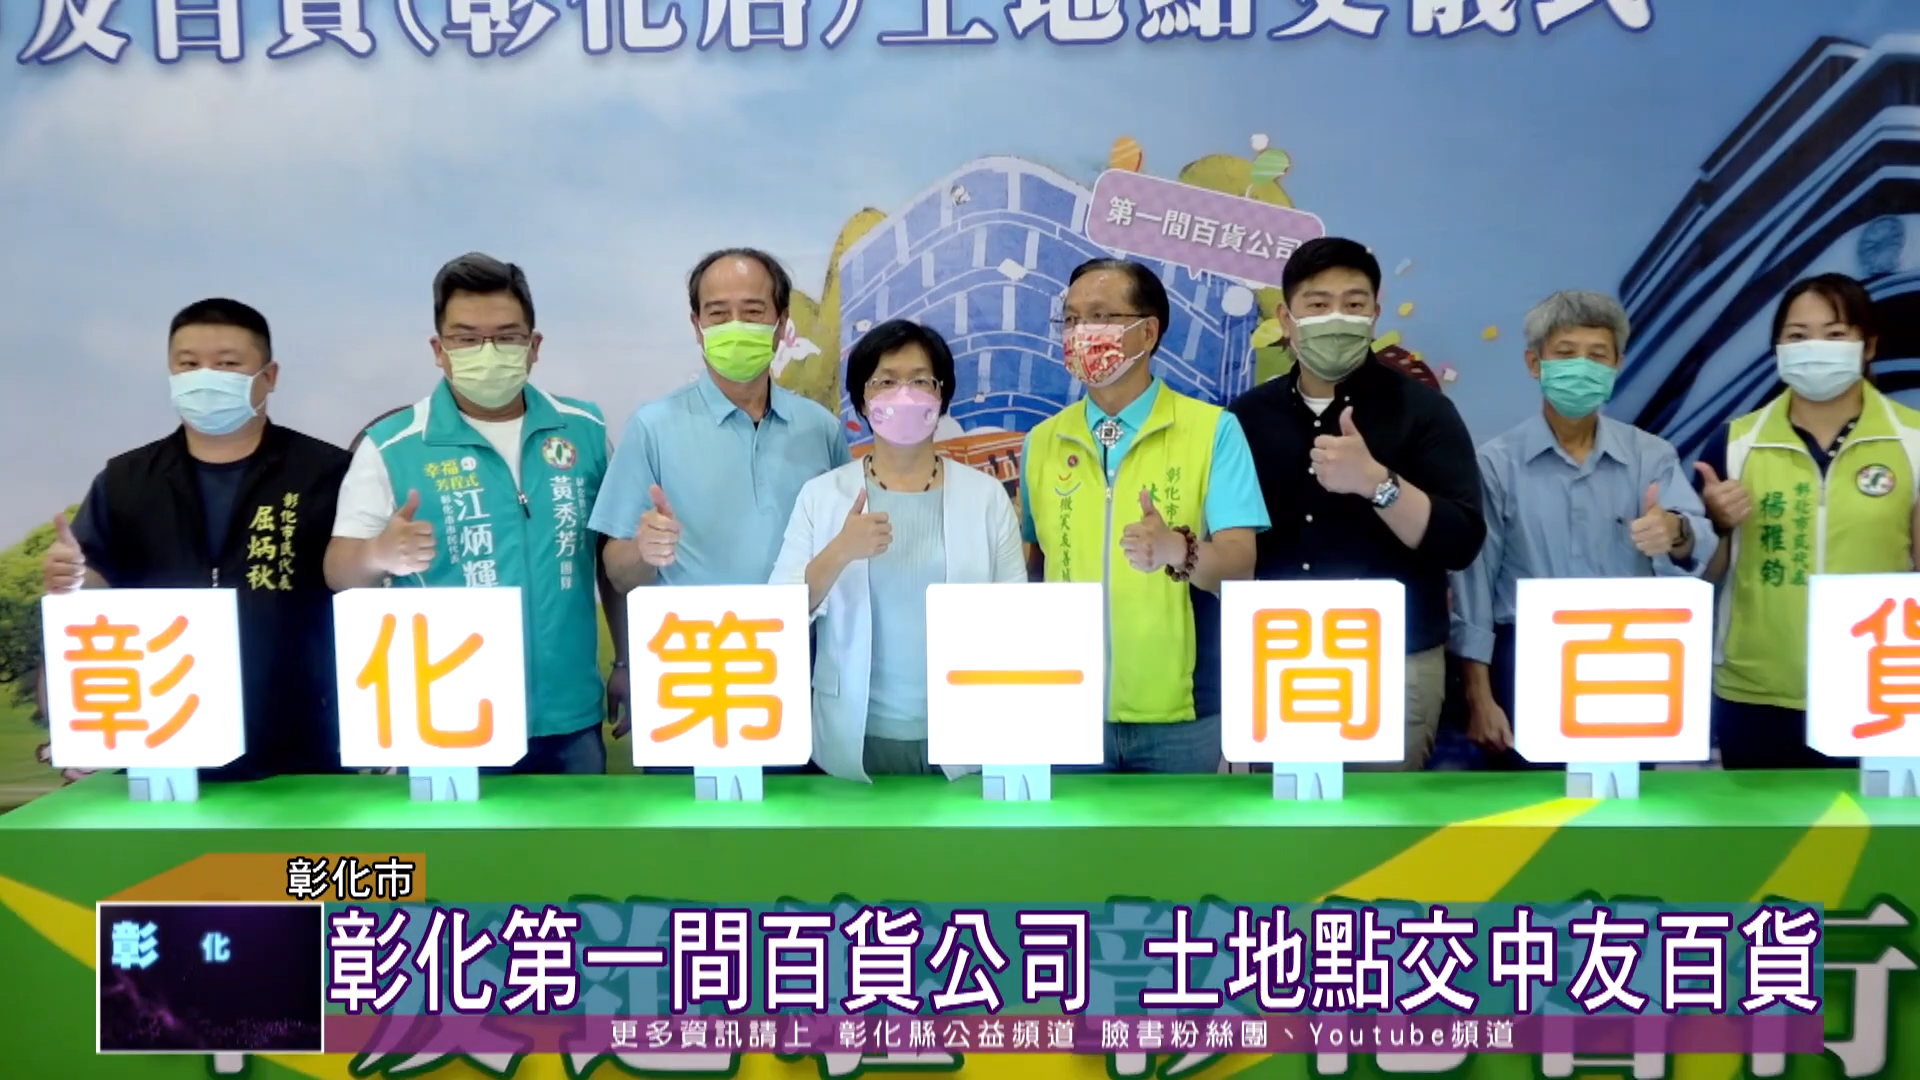 友百貨(彰化店)土地點交儀式
第一間百貨公司
彰化市民代表
屈炳秋
幸福
芳程式
彰化市市民代表
江炳輝
黃秀芳 團隊
彰化市
微笑友善
彰化市民代表
楊雅鈞
彰化第一間百貨
彰化市
彰化
彰化第一間百貨公司 土地點交中友百貨
更多資訊請上 彰化縣公益頻道 臉書粉絲團、Youtube頻道